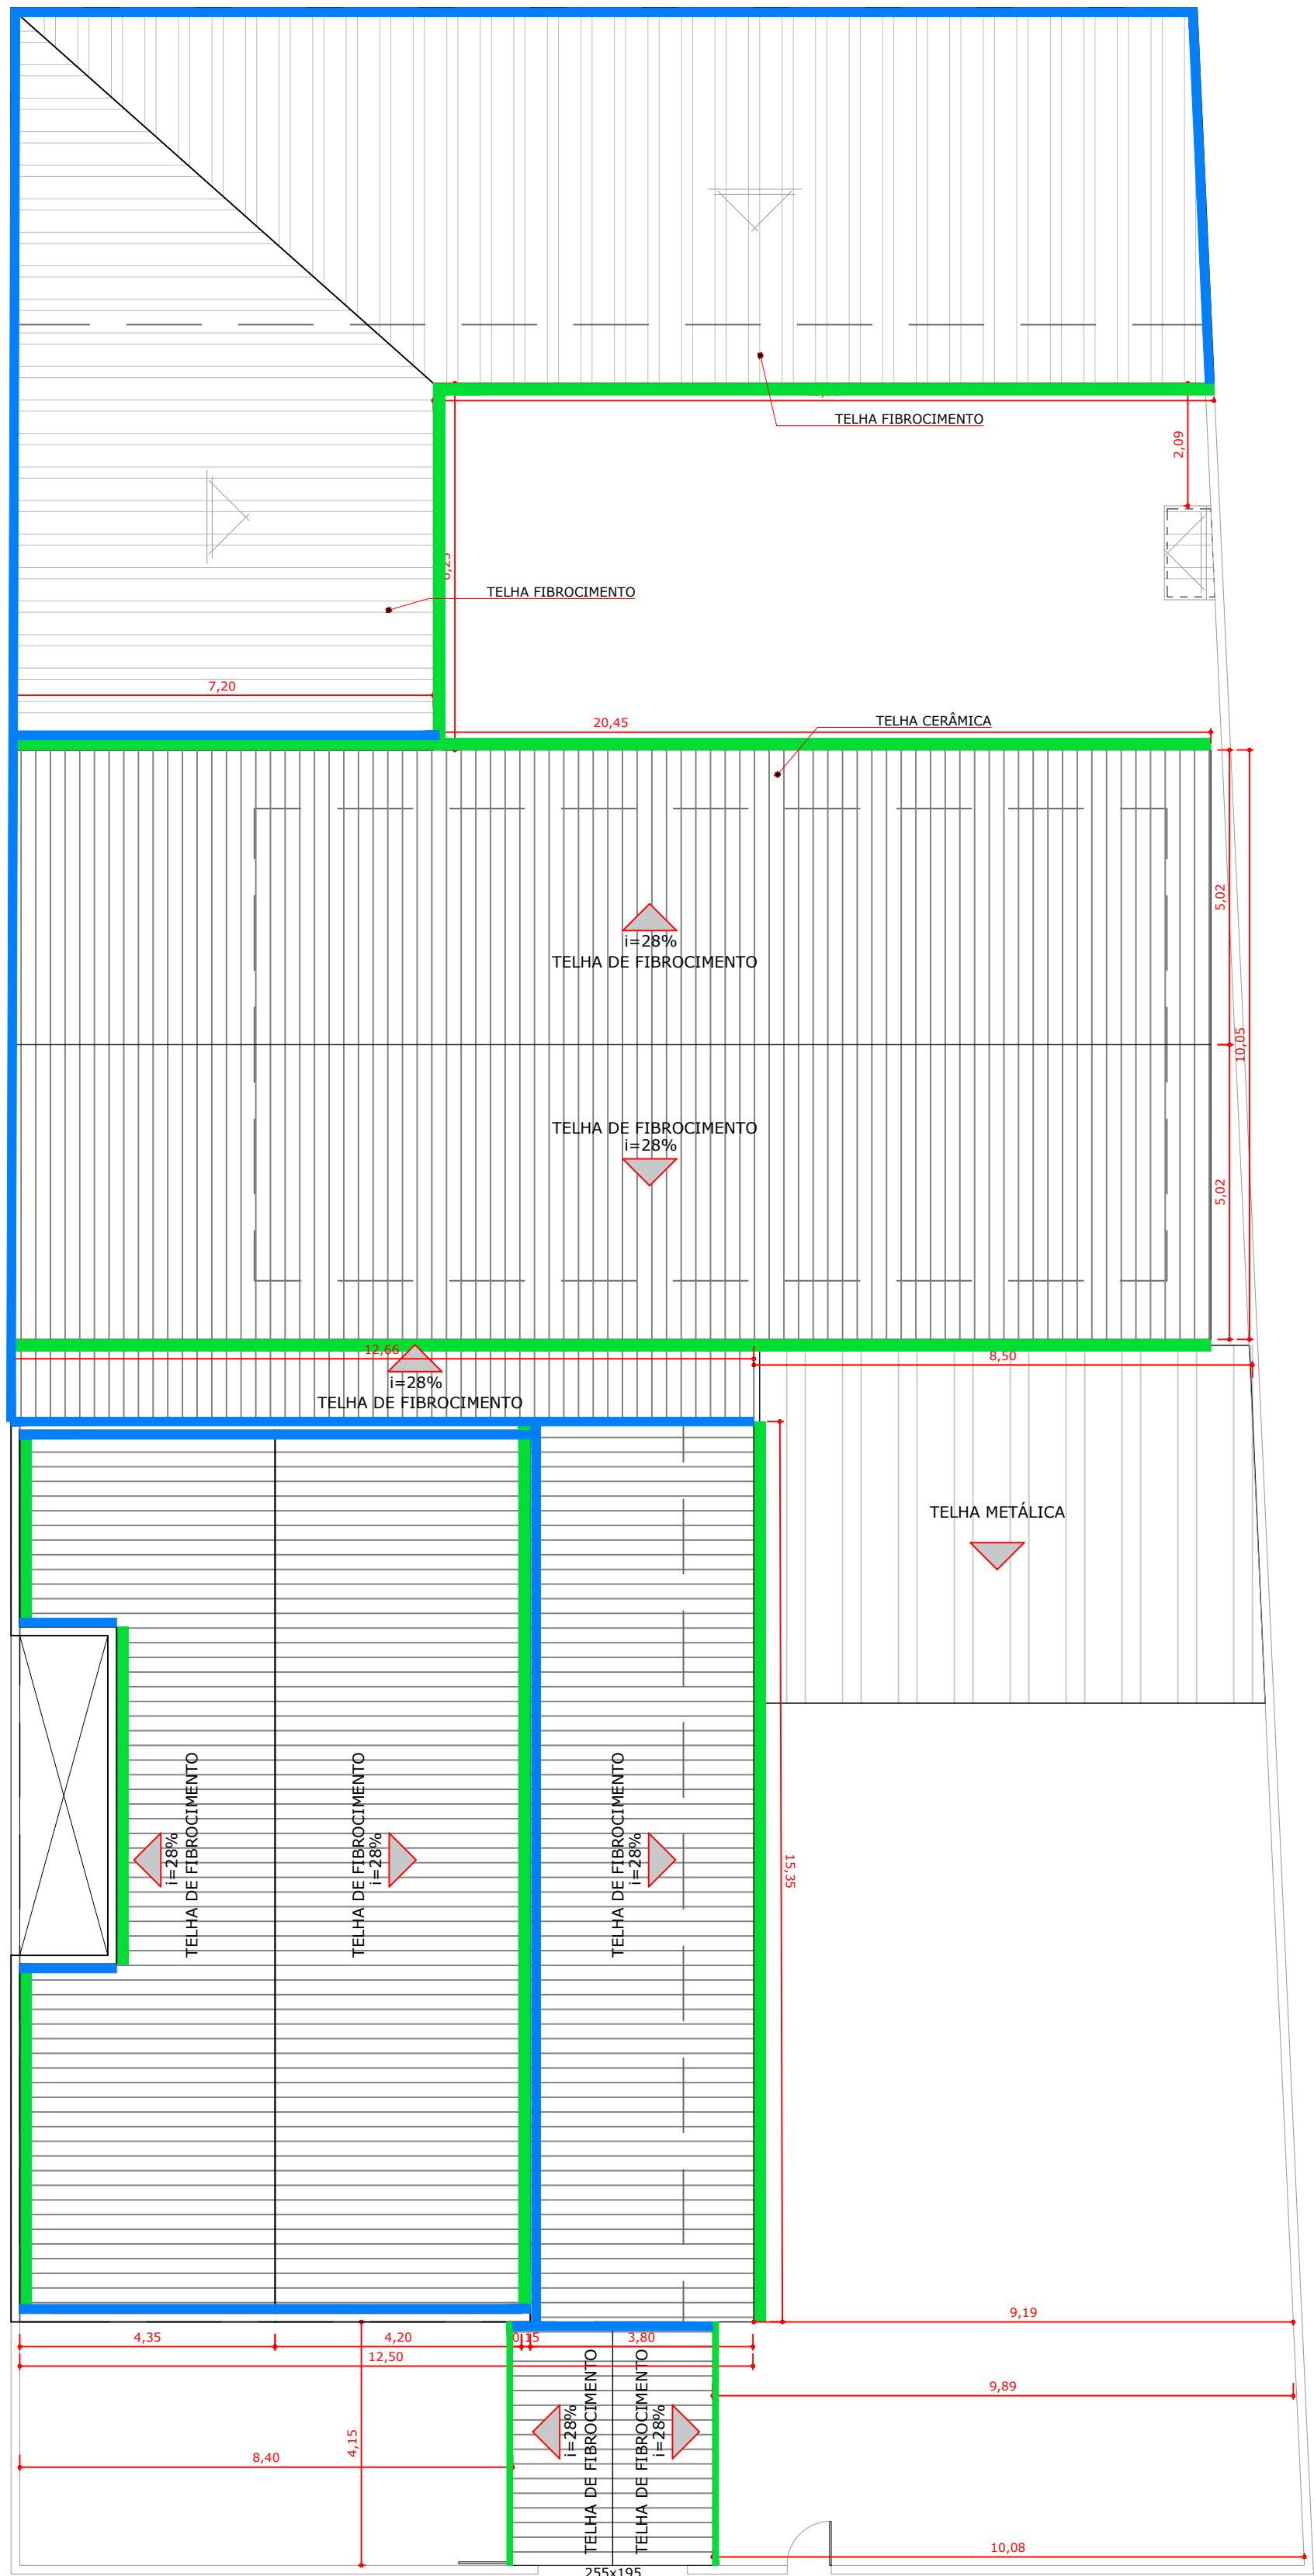 TELHA FIBROCIMENTO
2,09
TELHA FIBROCIMENTO
7,20
20,45
TELHA CERÂMICA
5,02
i=28%
TELHA DE FIBROCIMENTO
10,05
TELHA DE FIBROCIMENTO
i=28%
5,02
12,66
8,50
i=28%
TELHA DE FIBROCIMENTO
TELHA METÁLICA
i=28%
TELHA DE FIBROCIMENTO
TELHA DE FIBROCIMENTO
i=28%
TELHA DE FIBROCIMENTO
i=28%
15,35
9,19
4,35
4,20
0,15
3,80
12,50
9,89
4,15
8,40
i=28%
TELHA DE FIBROCIMENTO
TELHA DE FIBROCIMENTO
i=28%
10,08
255x195